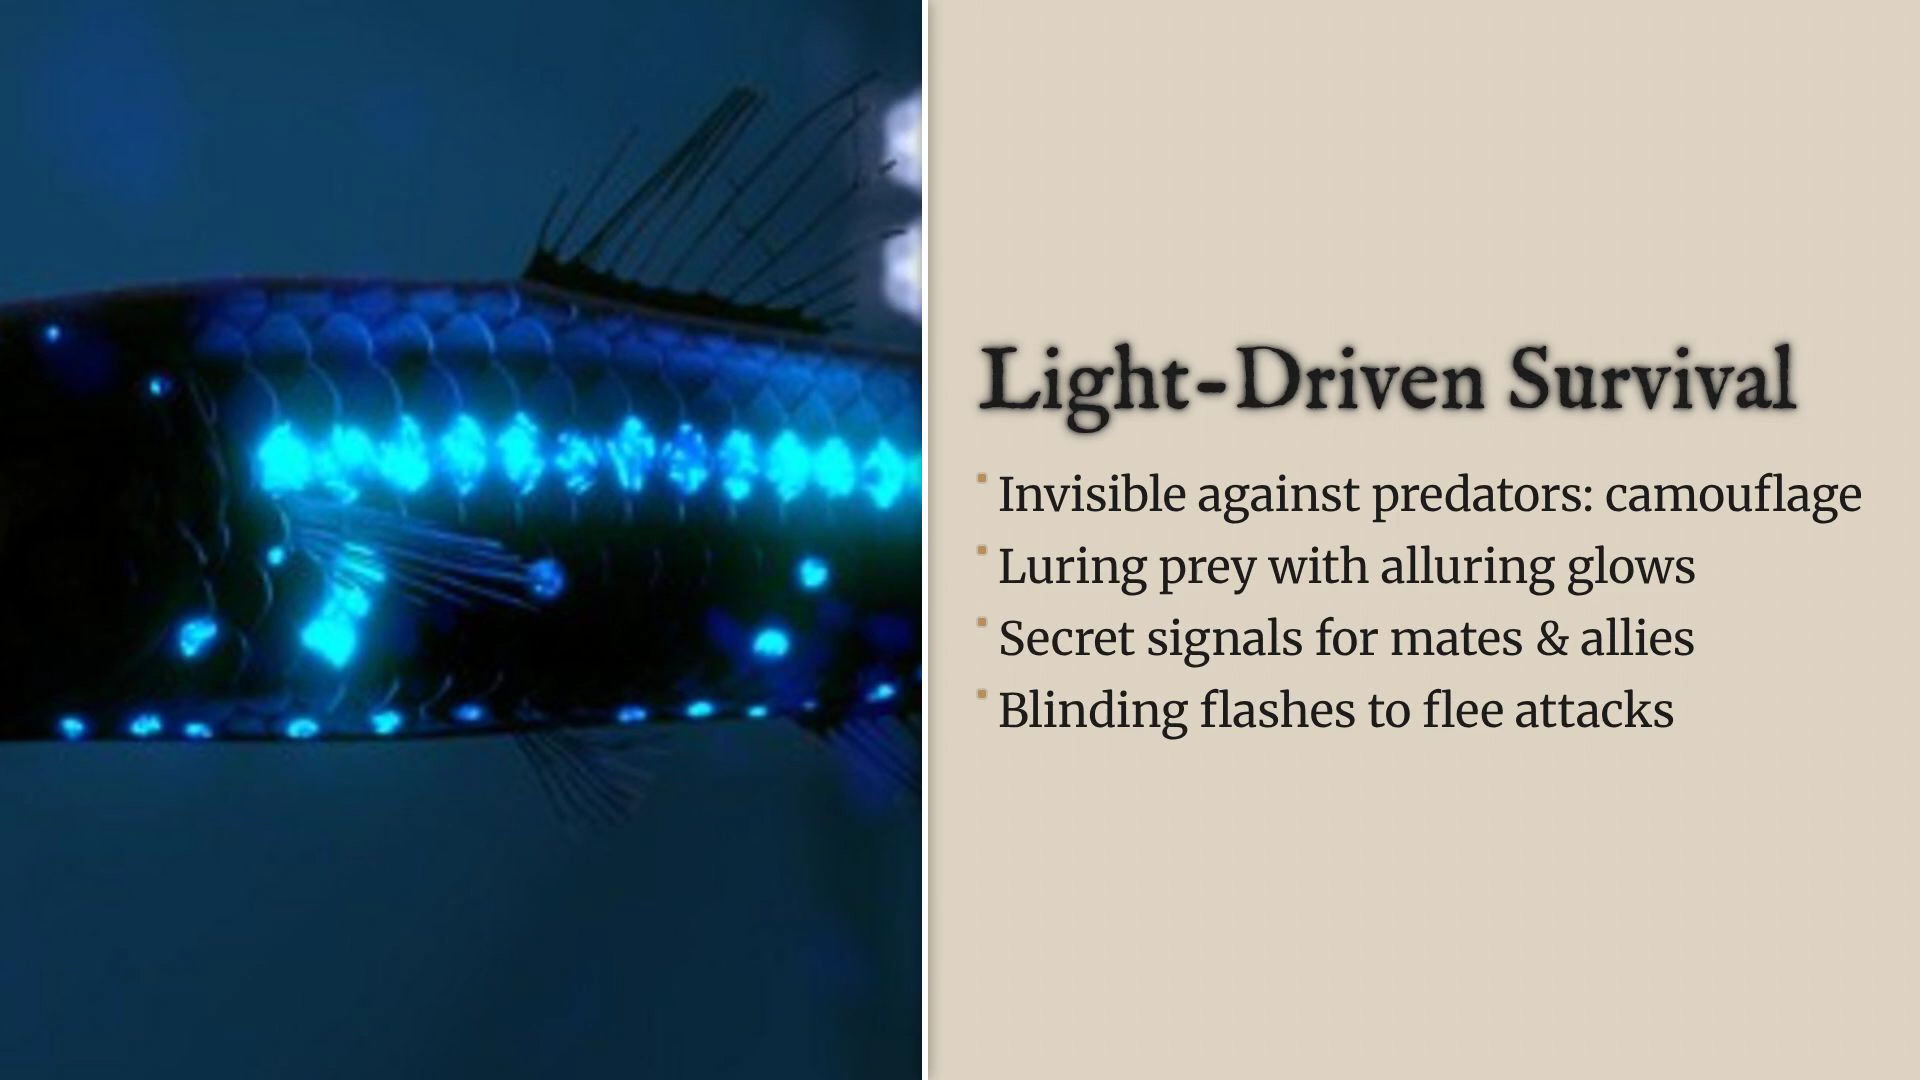 Light-Driven Survival
Invisible against predators: camouflage
Luring prey with alluring glows
Secret signals for mates & allies
Blinding flashes to flee attacks